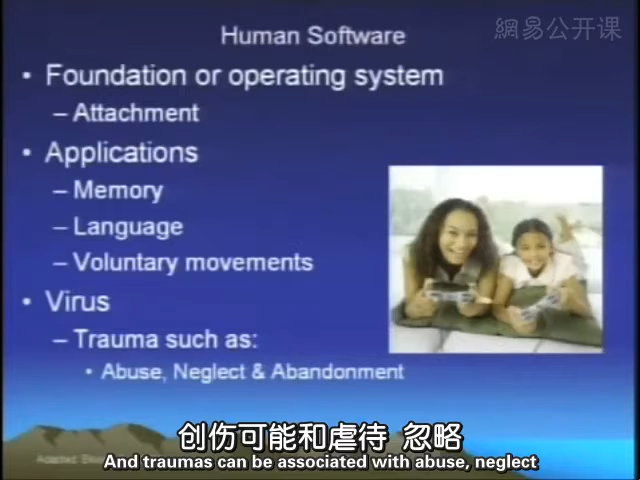 Human Software
網易公开课
• Foundation or operating system
– Attachment
• Applications
– Memory
– Language
– Voluntary movements
• Virus
– Trauma such as:
• Abuse, Neglect & Abandonment
创伤可能和虐待 忽略
Adapted
And traumas can be associated with abuse, neglect